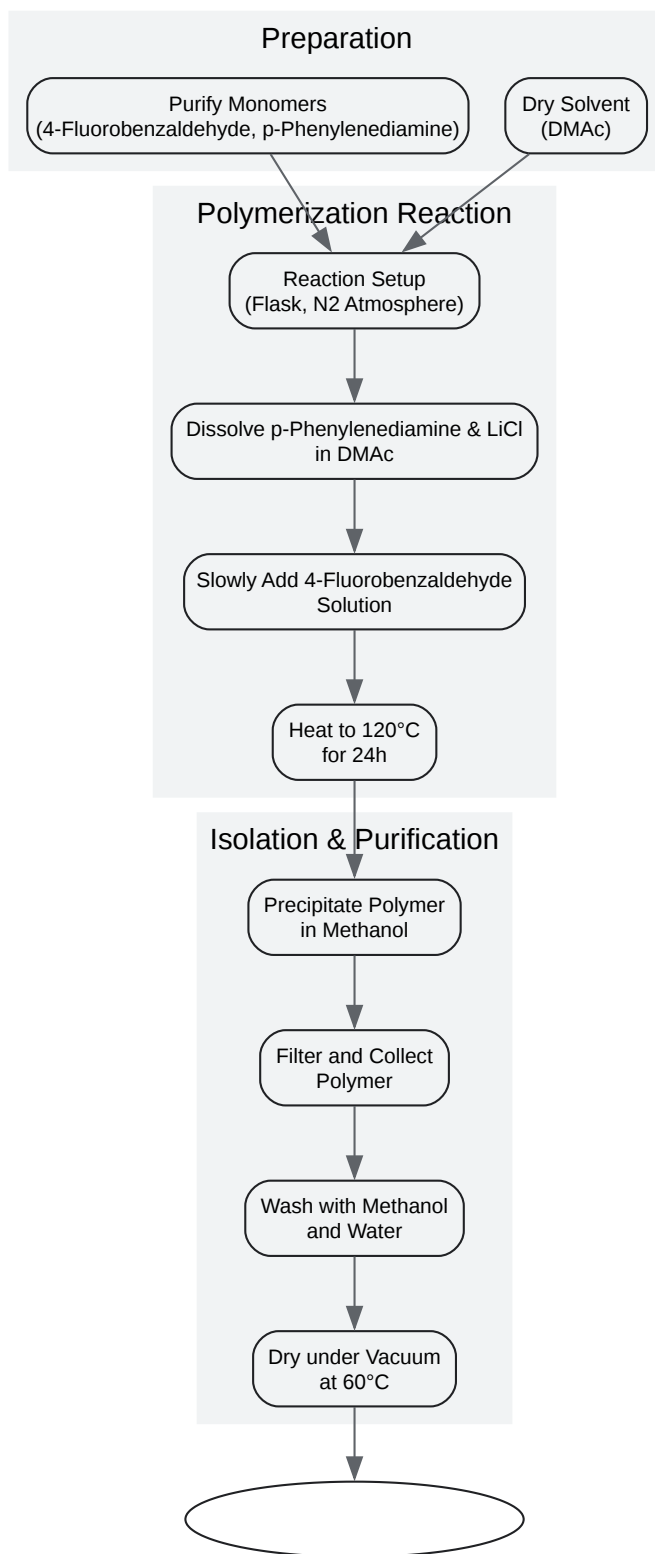 Preparation
Purify Monomers
(4-Fluorobenzaldehyde, p-Phenylenediamine)
Dry Solvent
(DMAc)
Polymerization Reaction
Reaction Setup
(Flask, N2 Atmosphere)
Dissolve p-Phenylenediamine & LiCl
in DMAc
Slowly Add 4-Fluorobenzaldehyde
Solution
Heat to 120°C
for 24h
Isolation & Purification
Precipitate Polymer
in Methanol
Filter and Collect
Polymer
Wash with Methanol
and Water
Dry under Vacuum
at 60°C